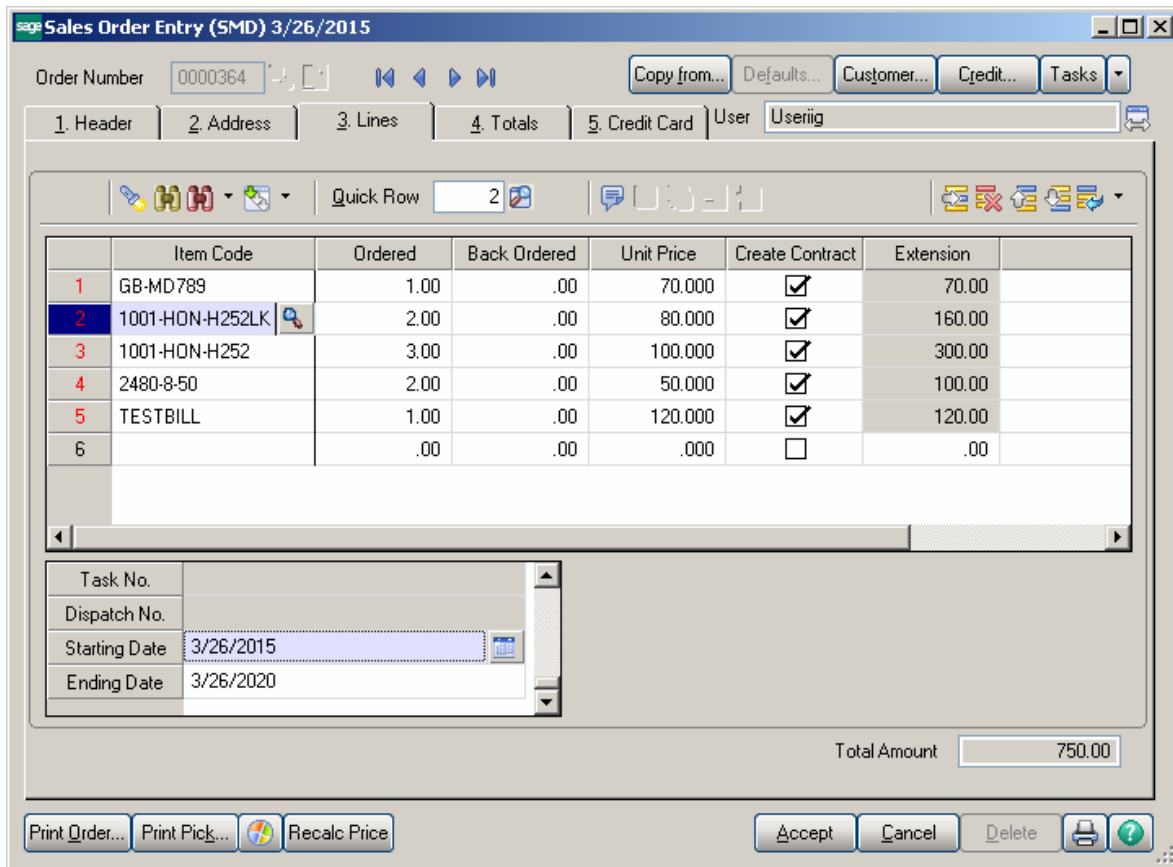 sage Sales Order Entry (SMD) 3/26/2015
Order Number 0000364 Copy from... Defaults... Customer... Credit... Tasks
1. Header 2. Address 3. Lines 4. Totals 5. Credit Card User Useriig
Quick Row 2
Item Code Ordered Back Ordered Unit Price Create Contract Extension
1 GB-MD789 1.00 .00 70.000 70.00
2 1001-HON-H252LK 2.00 .00 80.000 160.00
3 1001-HON-H252 3.00 .00 100.000 300.00
4 2480-8-50 2.00 .00 50.000 100.00
5 TESTBILL 1.00 .00 120.000 120.00
6 .00 .00 .000 .00
Task No.
Dispatch No.
Starting Date 3/26/2015
Ending Date 3/26/2020
Total Amount 750.00
Print Order... Print Pick... Recalc Price Accept Cancel Delete